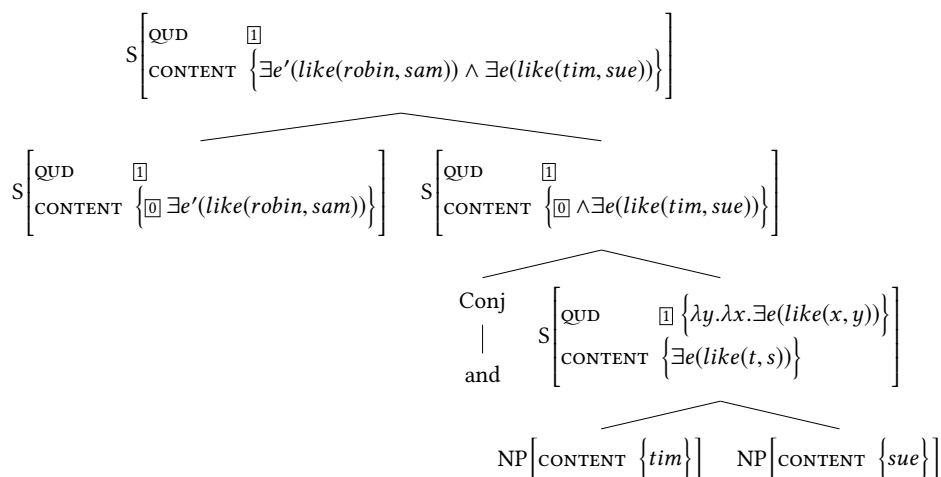 S[QUD [1]
CONTENT {∃e′(like(robin, sam)) ∧ ∃e(like(tim, sue))}]
S[QUD [1] S[QUD [1]
CONTENT {[0] ∃e′(like(robin, sam))}] CONTENT {[0] ∧∃e(like(tim, sue))}]
Conj
and
S[QUD [1] {λy.λx.∃e(like(x, y))}
CONTENT {∃e(like(t, s))}]
NP[CONTENT {tim}] NP[CONTENT {sue}]